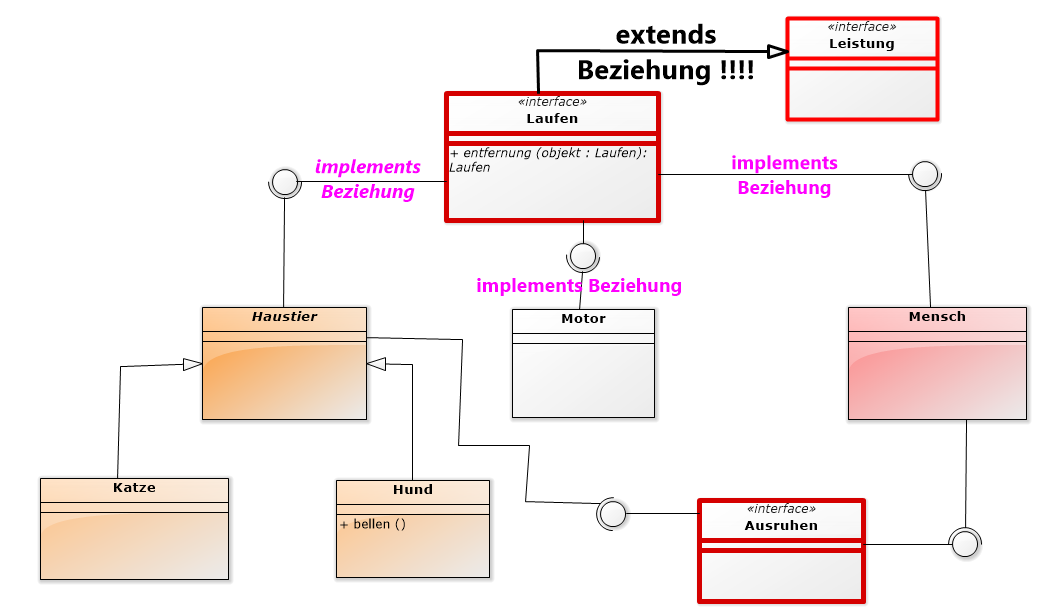 extends
Beziehung !!!!
«interface»
Leistung
«interface»
Laufen
+ entfernung (objekt : Laufen):
Laufen
implements
Beziehung
implements
Beziehung
implements Beziehung
Haustier
Motor
Mensch
Katze
Hund
+ bellen ()
«interface»
Ausruhen